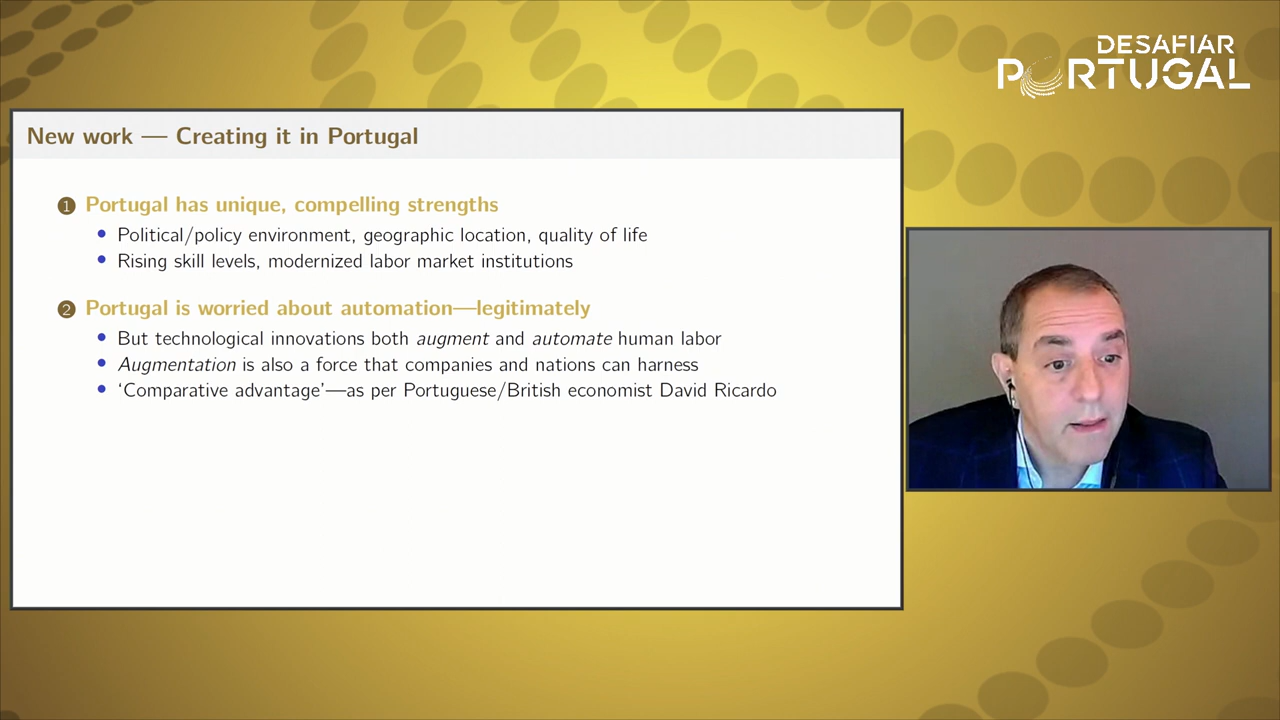 DESAFIAR
PORTUGAL
New work — Creating it in Portugal
1 Portugal has unique, compelling strengths
• Political/policy environment, geographic location, quality of life
• Rising skill levels, modernized labor market institutions
2 Portugal is worried about automation—legitimately
• But technological innovations both augment and automate human labor
• Augmentation is also a force that companies and nations can harness
• ‘Comparative advantage’—as per Portuguese/British economist David Ricardo